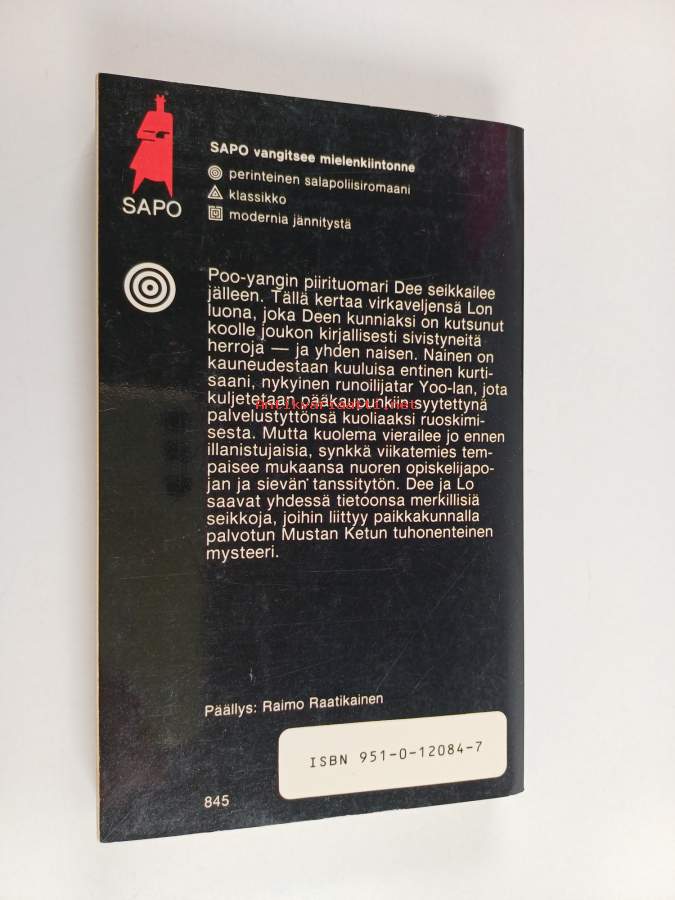 SAPO vangitsee mielenkiintonne
perinteinen salapoliisiromaani
klassikko
modernia jännitystä
SAPO
Poo-yangin piirituomari Dee seikkailee
jälleen. Tällä kertaa virkaveljensä Lon
luona, joka Deen kunniaksi on kutsunut
koolle joukon kirjallisesti sivistyneitä
herroja — ja yhden naisen. Nainen on
kauneudestaan kuuluisa entinen kurti-
saani, nykyinen runoilijatar Yoo-lan, jota
kuljetetaan pääkaupunkiin syytettynä
Antikvariaatti.net
palvelustyttönsä kuoliaaksi ruoskimi-
sesta. Mutta kuolema vierailee jo ennen
illanistujaisia, synkkä viikatemies tem-
paisee mukaansa nuoren opiskelijapo-
jan ja sievän tanssitytön. Dee ja Lo
saavat yhdessä tietoonsa merkillisiä
seikkoja, joihin liittyy paikkakunnalla
palvotun Mustan Ketun tuhonenteinen
mysteeri.
Päällys: Raimo Raatikainen
ISBN 951-0-12084-7
845